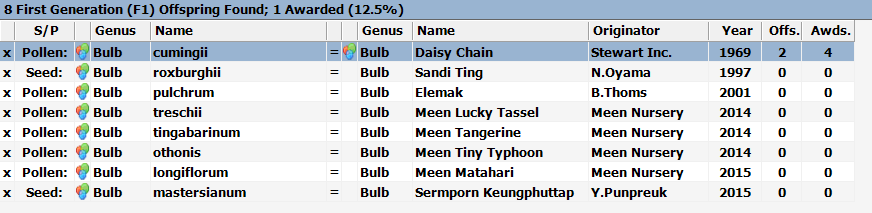 8 First Generation (F1) Offspring Found; 1 Awarded (12.5%)
S/P Genus Name Genus Name Originator Year Offs. Awds.
x Pollen: Bulb cumingii = Bulb Daisy Chain Stewart Inc. 1969 2 4
x Seed: Bulb roxburghii = Bulb Sandi Ting N.Oyama 1997 0 0
x Pollen: Bulb pulchrum = Bulb Elemak B.Thoms 2001 0 0
x Pollen: Bulb treschii = Bulb Meen Lucky Tassel Meen Nursery 2014 0 0
x Pollen: Bulb tingabarinum = Bulb Meen Tangerine Meen Nursery 2014 0 0
x Pollen: Bulb othonis = Bulb Meen Tiny Typhoon Meen Nursery 2014 0 0
x Pollen: Bulb longiflorum = Bulb Meen Matahari Meen Nursery 2015 0 0
x Seed: Bulb mastersianum = Bulb Sermporn Keungphuttap Y.Punpreuk 2015 0 0